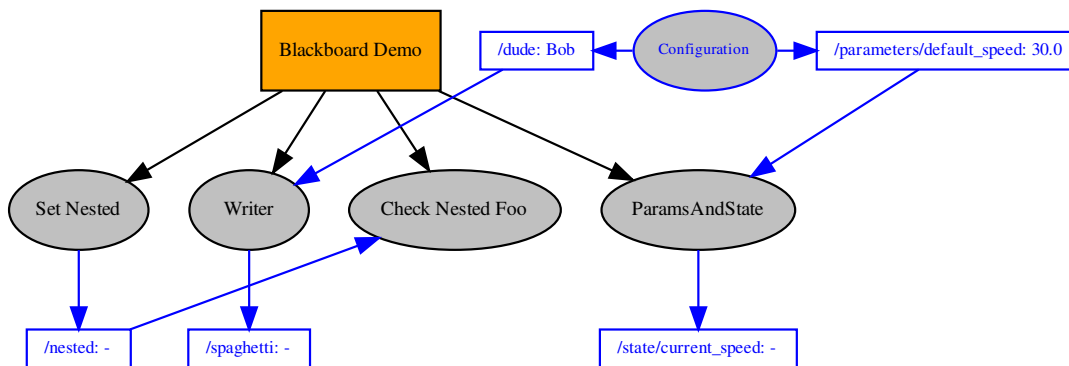 Blackboard Demo
/dude: Bob
Configuration
/parameters/default_speed: 30.0
Set Nested
Writer
Check Nested Foo
ParamsAndState
/nested: -
/spaghetti: -
/state/current_speed: -